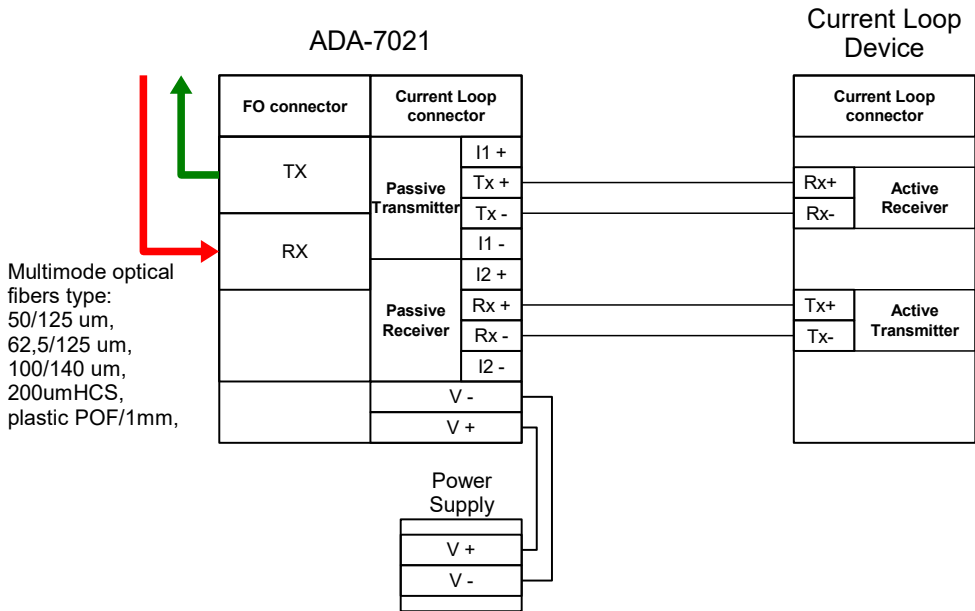 ADA-7021
Current Loop
Device
FO connector
Current Loop
connector
TX
RX
Passive
Transmitter
I1 +
Tx +
Tx -
I1 -
Passive
Receiver
I2 +
Rx +
Rx -
I2 -
V -
V +
Current Loop
connector
Rx+
Rx-
Active
Receiver
Tx+
Tx-
Active
Transmitter
Multimode optical
fibers type:
50/125 um,
62,5/125 um,
100/140 um,
200umHCS,
plastic POF/1mm,
Power
Supply
V +
V -